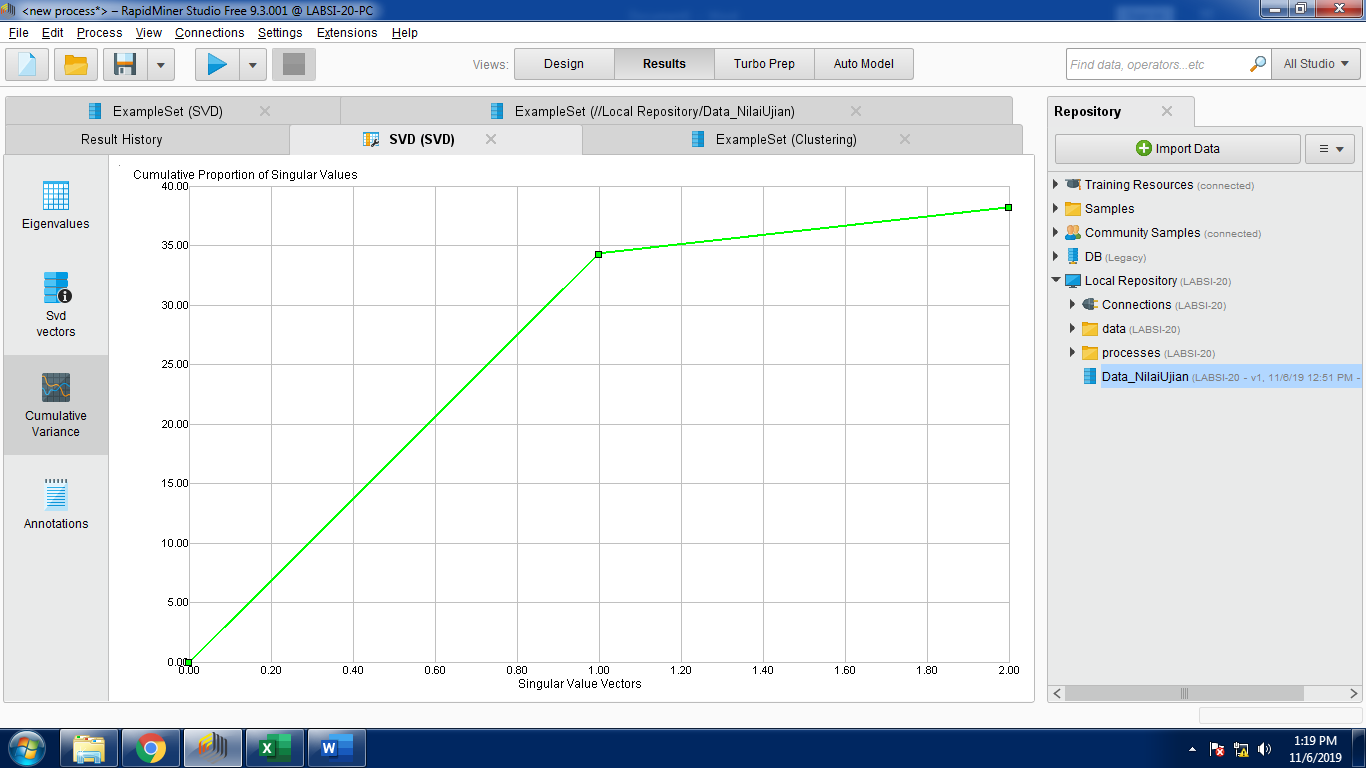 <new process*> – RapidMiner Studio Free 9.3.001 @ LABSI-20-PC
File Edit Process View Connections Settings Extensions Help
Views: Design Results Turbo Prep Auto Model
Find data, operators...etc
All Studio
ExampleSet (SVD)
ExampleSet (//Local Repository/Data_NilaiUjian)
Result History
SVD (SVD)
ExampleSet (Clustering)
Eigenvalues
Svd
vectors
Cumulative
Variance
Annotations
Cumulative Proportion of Singular Values
40.00
35.00
30.00
25.00
20.00
15.00
10.00
5.00
0.00
0.00 0.20 0.40 0.60 0.80 1.00 1.20 1.40 1.60 1.80 2.00
Singular Value Vectors
Repository
Import Data
Training Resources (connected)
Samples
Community Samples (connected)
DB (Legacy)
Local Repository (LABSI-20)
Connections (LABSI-20)
data (LABSI-20)
processes (LABSI-20)
Data_NilaiUjian (LABSI-20 - v1, 11/6/19 12:51 PM -
1:19 PM
11/6/2019